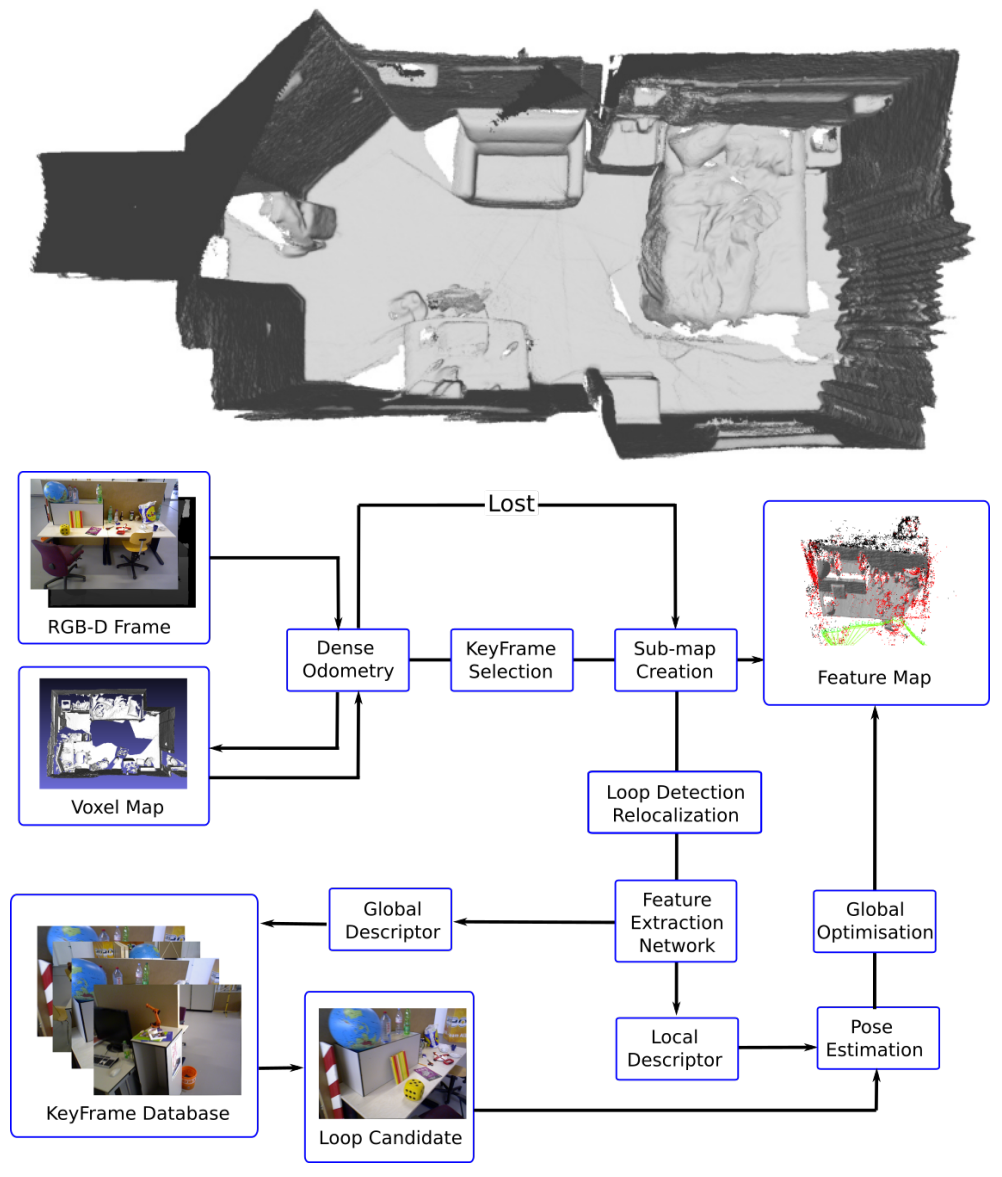 Lost
RGB-D Frame
Dense
Odometry
KeyFrame
Selection
Sub-map
Creation
Feature Map
Voxel Map
Loop Detection
Relocalization
Global
Descriptor
Feature
Extraction
Network
Global
Optimisation
Local
Descriptor
Pose
Estimation
KeyFrame Database
Loop Candidate